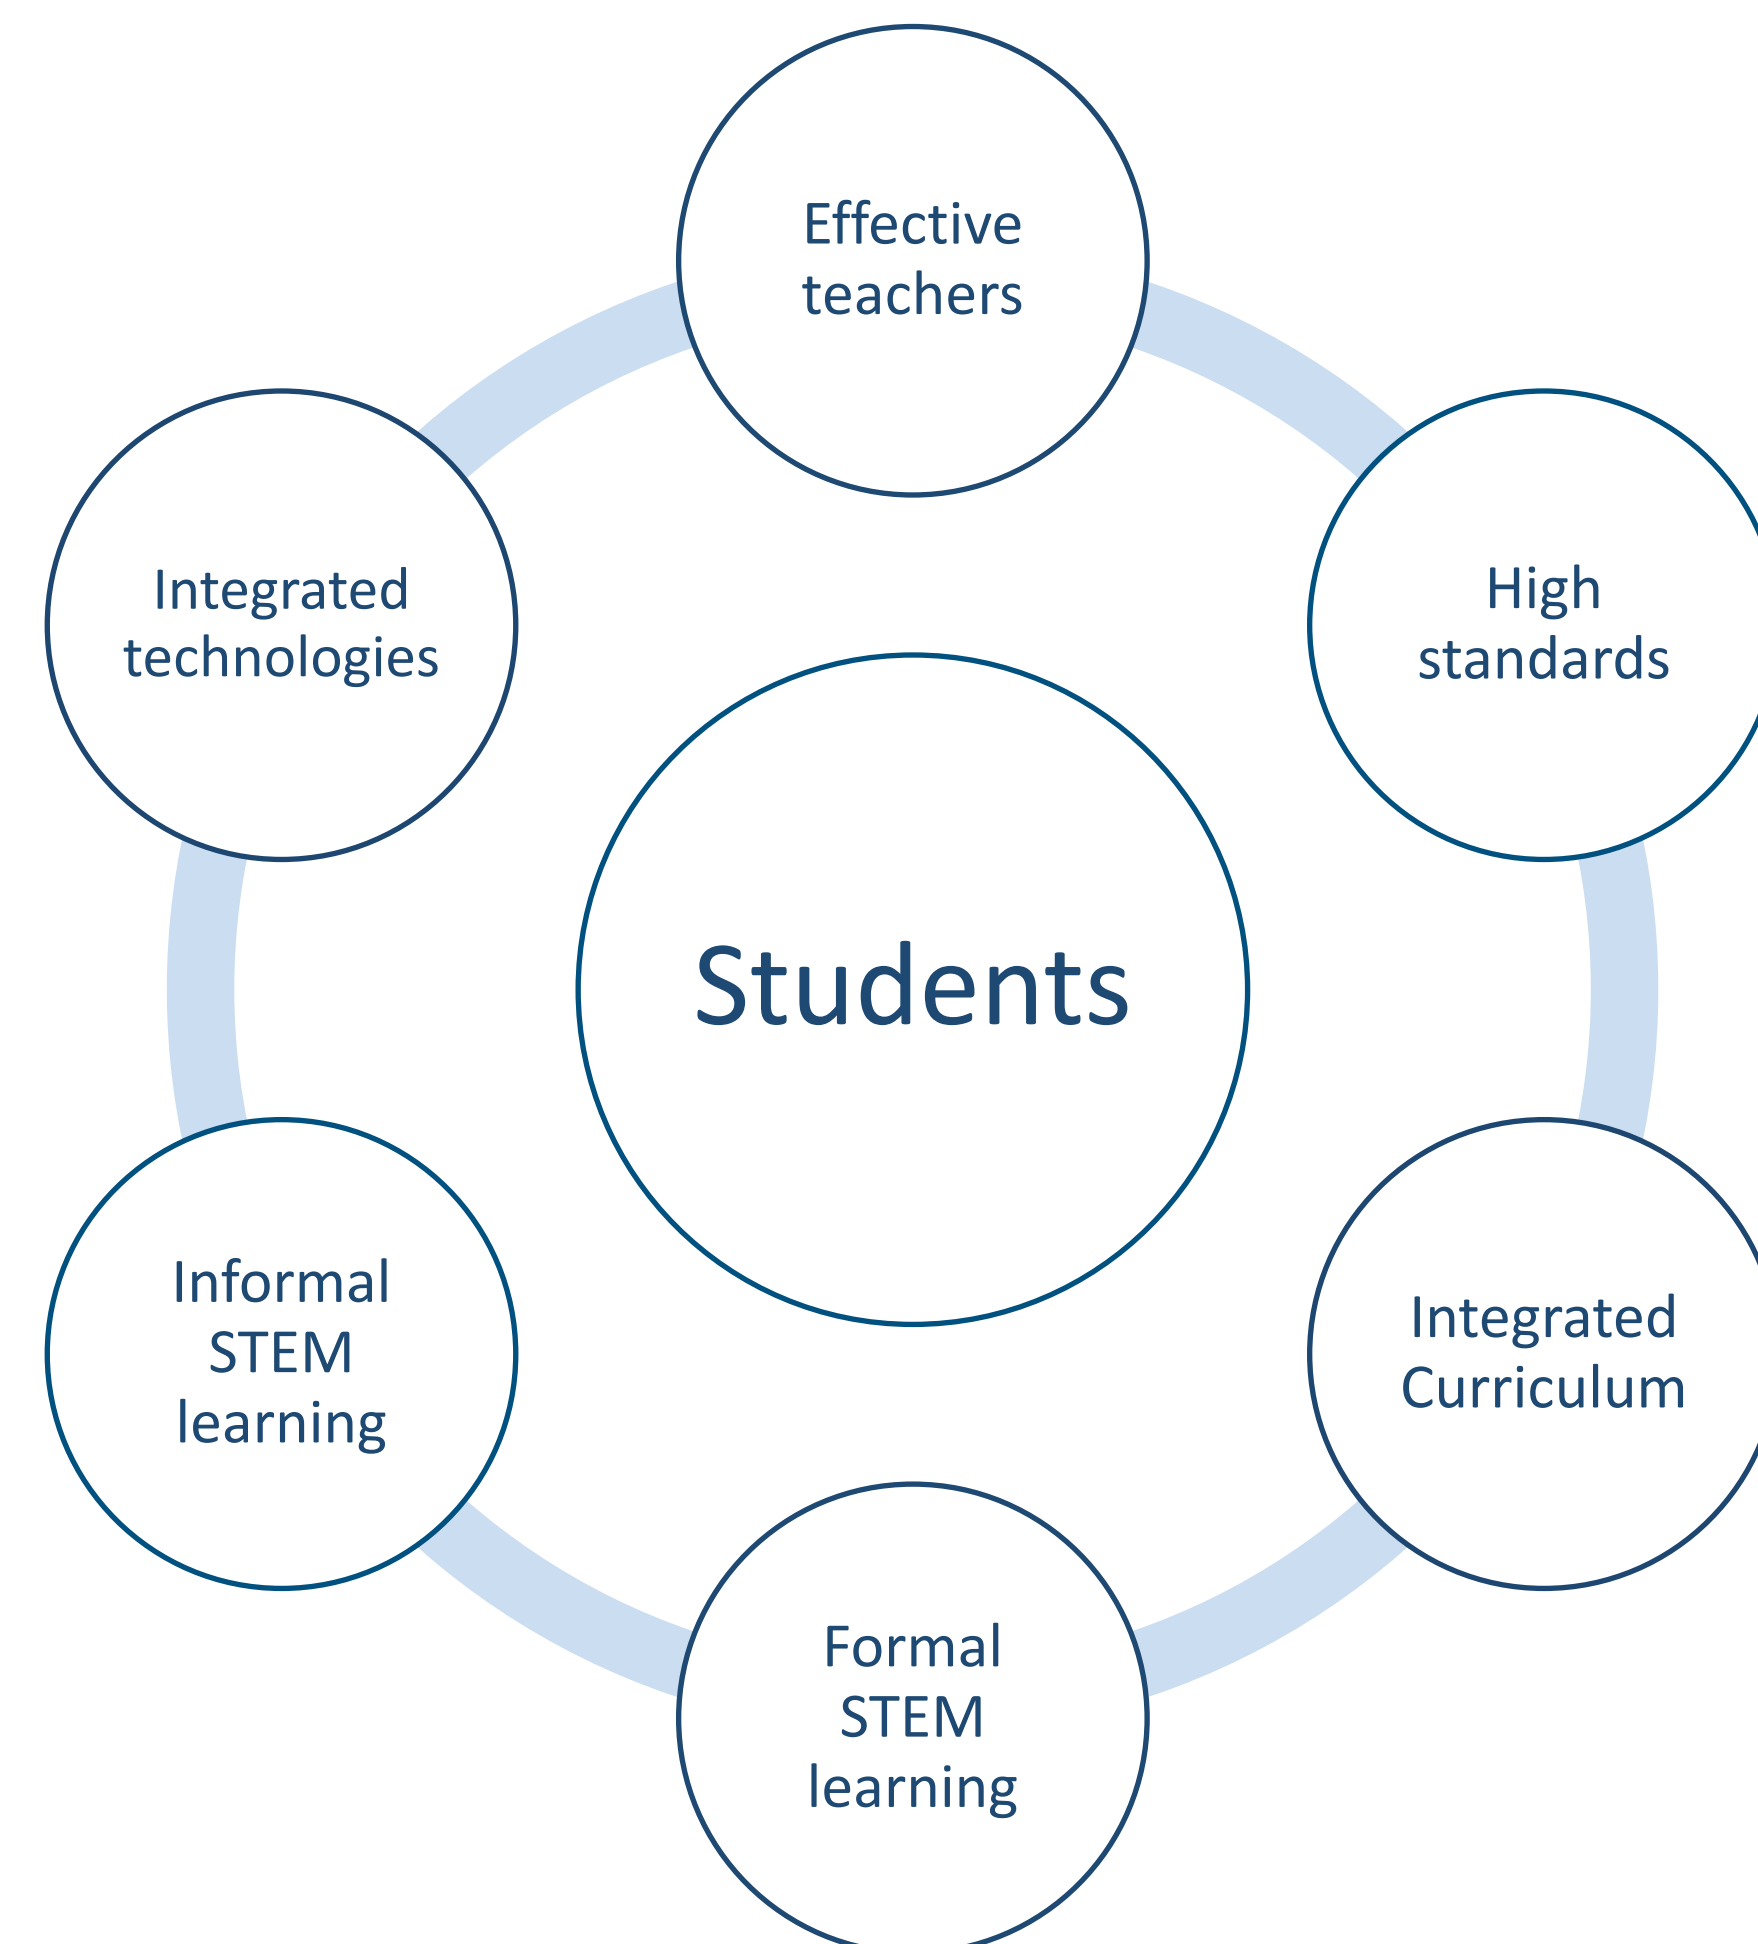 Effective
teachers
High
standards
Integrated
Curriculum
Formal
STEM
learning
Informal
STEM
learning
Integrated
technologies
Students